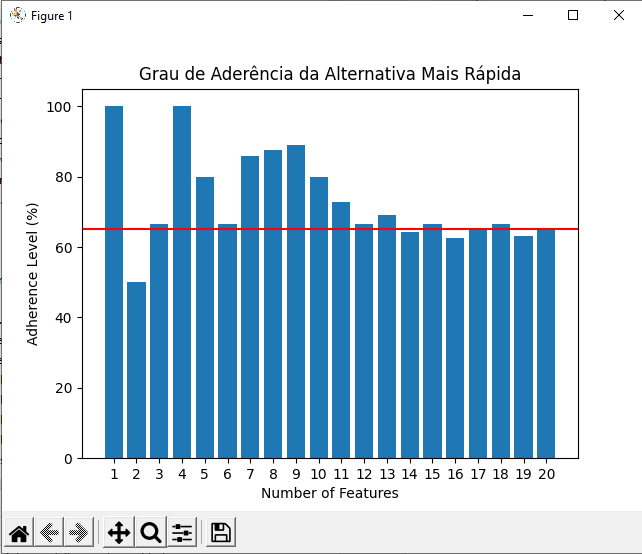 Figure 1
Grau de Aderência da Alternativa Mais Rápida
100
80
60
40
20
0
Adherence Level (%)
1 2 3 4 5 6 7 8 9 10 11 12 13 14 15 16 17 18 19 20
Number of Features